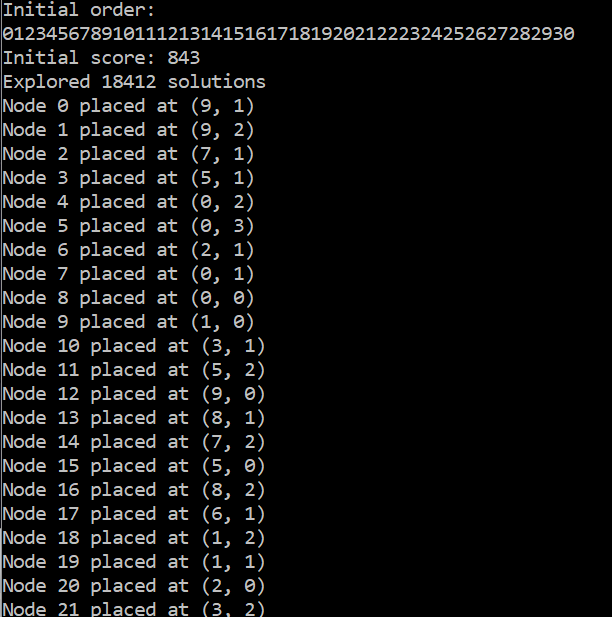 Initial order:
0123456789101112131415161718192021222324252627282930
Initial score: 843
Explored 18412 solutions
Node 0 placed at (9, 1)
Node 1 placed at (9, 2)
Node 2 placed at (7, 1)
Node 3 placed at (5, 1)
Node 4 placed at (0, 2)
Node 5 placed at (0, 3)
Node 6 placed at (2, 1)
Node 7 placed at (0, 1)
Node 8 placed at (0, 0)
Node 9 placed at (1, 0)
Node 10 placed at (3, 1)
Node 11 placed at (5, 2)
Node 12 placed at (9, 0)
Node 13 placed at (8, 1)
Node 14 placed at (7, 2)
Node 15 placed at (5, 0)
Node 16 placed at (8, 2)
Node 17 placed at (6, 1)
Node 18 placed at (1, 2)
Node 19 placed at (1, 1)
Node 20 placed at (2, 0)
Node 21 placed at (3, 2)